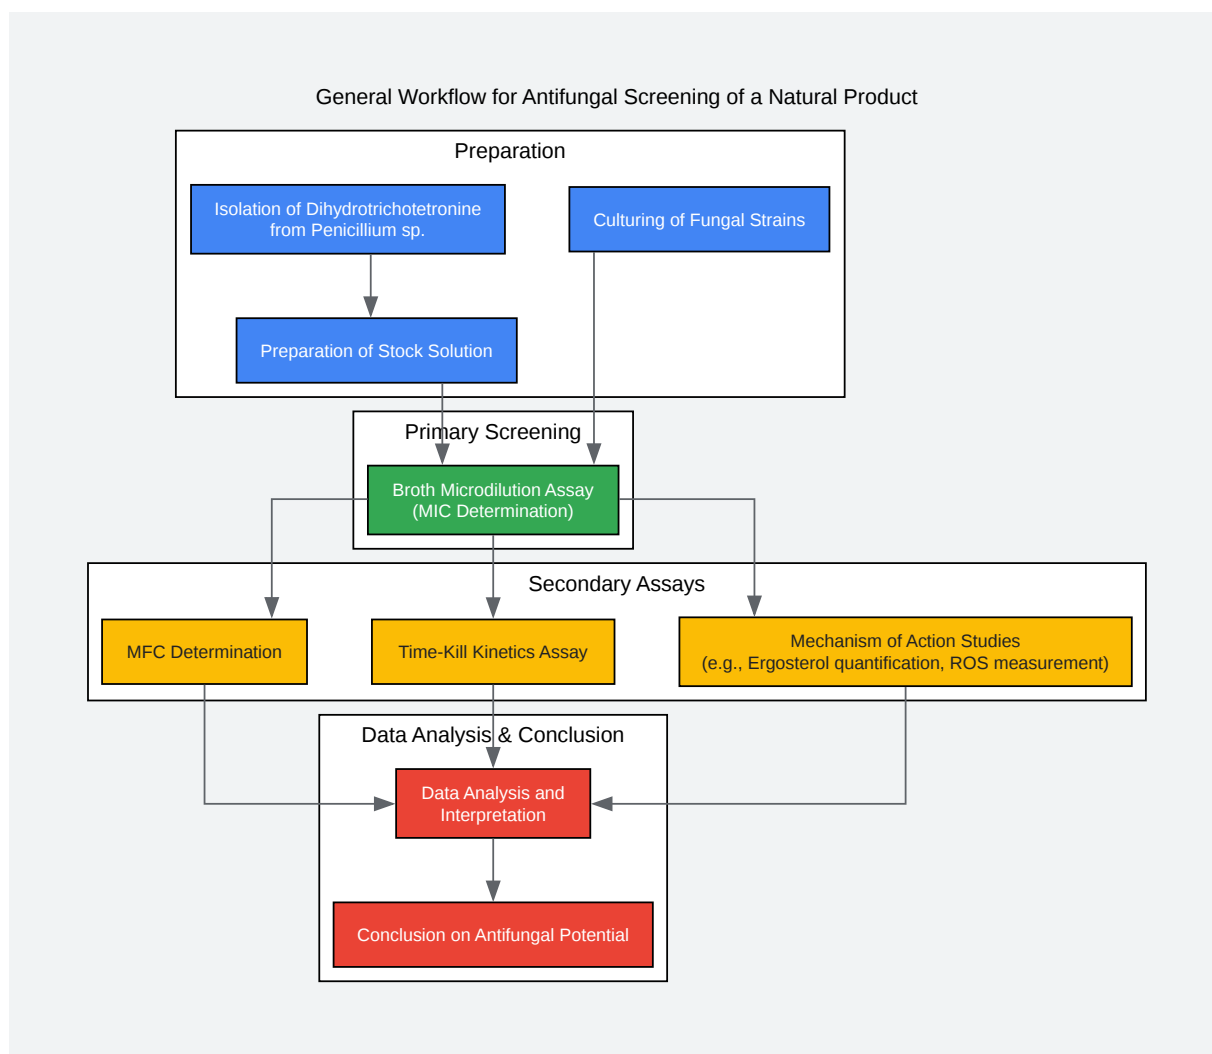 General Workflow for Antifungal Screening of a Natural Product
Preparation
Isolation of Dihydrotrichotetronine
from Penicillium sp.
Culturing of Fungal Strains
Preparation of Stock Solution
Primary Screening
Broth Microdilution Assay
(MIC Determination)
Secondary Assays
MFC Determination
Time-Kill Kinetics Assay
Mechanism of Action Studies
(e.g., Ergosterol quantification, ROS measurement)
Data Analysis & Conclusion
Data Analysis and
Interpretation
Conclusion on Antifungal Potential